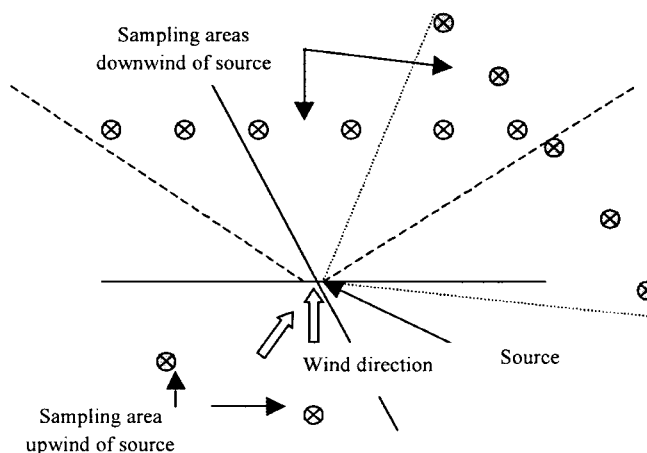 Sampling areas
downwind of source
Wind direction
Source
Sampling area
upwind of source